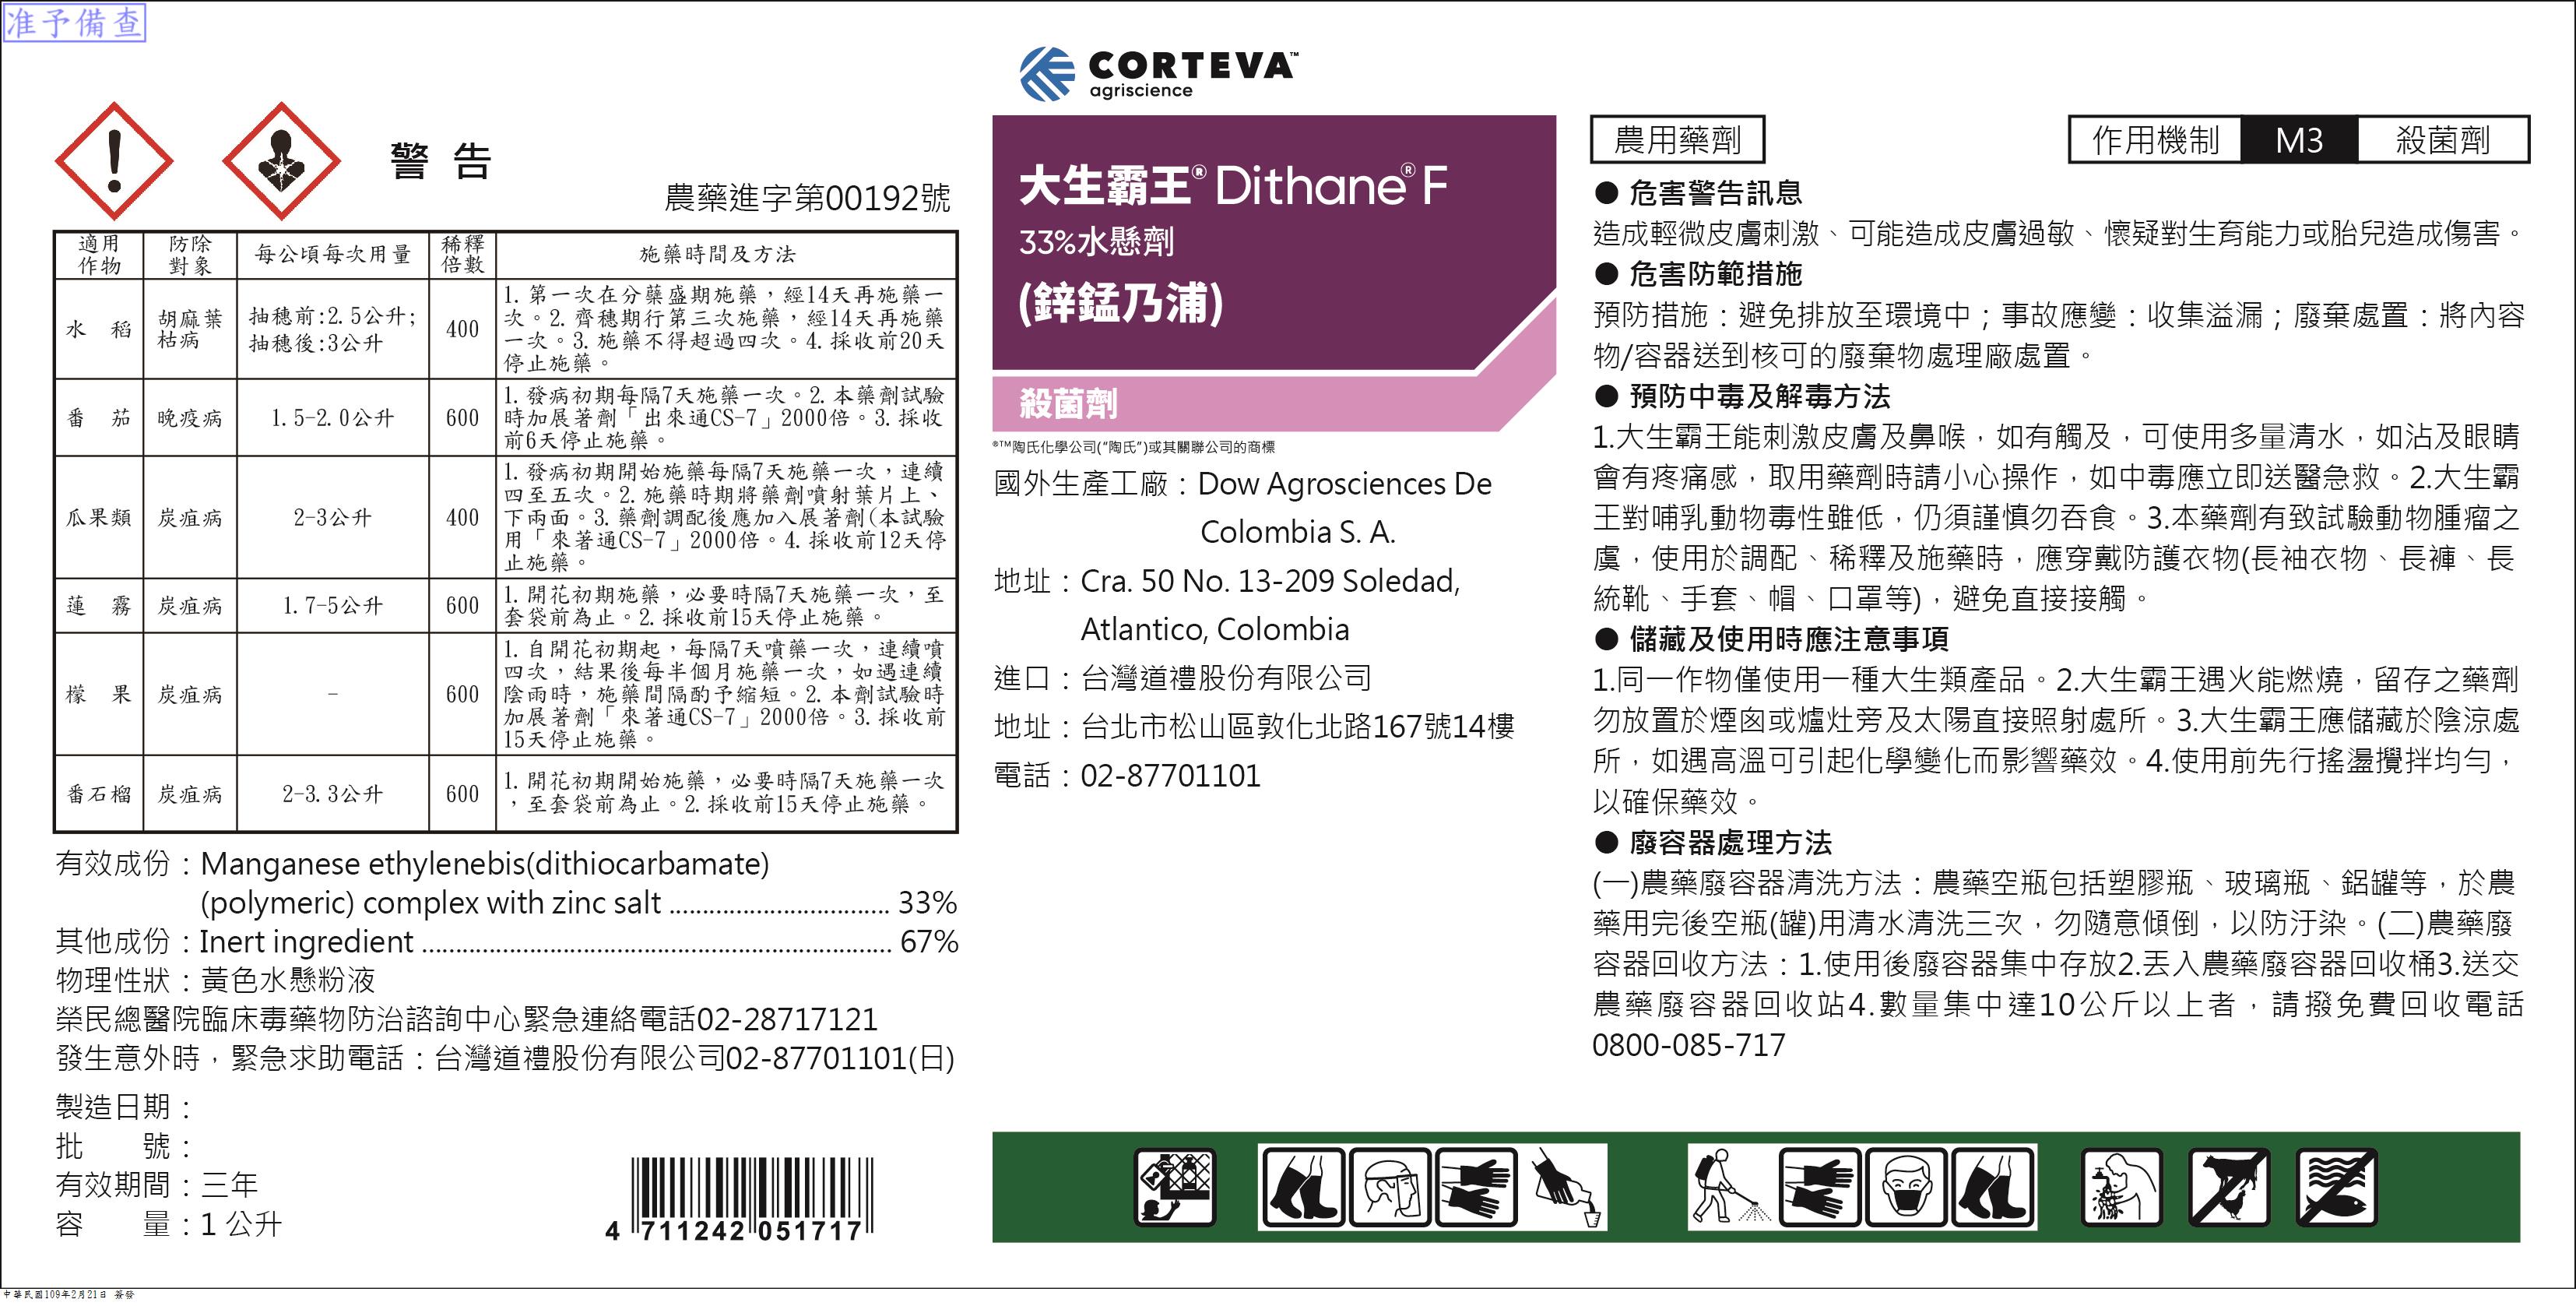 准予備查
警 告
農藥進字第00192號
適用作物 防除對象 每公頃每次用量 稀釋倍數 施藥時間及方法
水 稻 胡麻葉枯病 抽穗前:2.5公升; 抽穗後:3公升 400
1.第一次在分蘗盛期施藥，經14天再施藥一
次。2.齊穗期行第三次施藥，經14天再施藥
一次。3.施藥不得超過四次。4.採收前20天
停止施藥。
番 茄 晚疫病 1.5-2.0公升 600
1.發病初期每隔7天施藥一次。2.本藥劑試驗
時加展著劑「出來通CS-7」2000倍。3.採收
前6天停止施藥。
瓜果類 炭疽病 2-3公升 400
1.發病初期開始施藥每隔7天施藥一次，連續
四至五次。2.施藥時期將藥劑噴射葉片上、
下兩面。3.藥劑調配後應加入展著劑(本試驗
用「來著通CS-7」2000倍。4.採收前12天停
止施藥。
蓮 霧 炭疽病 1.7-5公升 600
1.開花初期施藥，必要時隔7天施藥一次，至
套袋前為止。2.採收前15天停止施藥。
檬 果 炭疽病 - 600
1.自開花初期起，每隔7天噴藥一次，連續噴
四次，結果後每半個月施藥一次，如遇連續
陰雨時，施藥間隔酌予縮短。2.本劑試驗時
加展著劑「來著通CS-7」2000倍。3.採收前
15天停止施藥。
番石榴 炭疽病 2-3.3公升 600
1.開花初期開始施藥，必要時隔7天施藥一次
，至套袋前為止。2.採收前15天停止施藥。
有效成份：Manganese ethylenebis(dithiocarbamate)
(polymeric) complex with zinc salt ................................. 33%
其他成份：Inert ingredient ...................................................................... 67%
物理性狀：黃色水懸粉液
榮民總醫院臨床毒藥物防治諮詢中心緊急連絡電話02-28717121
發生意外時，緊急求助電話：台灣道禮股份有限公司02-87701101(日)
製造日期：
批 號：
有效期間：三年
容 量：1 公升
4 711242 051717
CORTEVA™
agriscience
大生霸王® Dithane® F
33%水懸劑
(鋅錳乃浦)
殺菌劑
®™陶氏化學公司("陶氏")或其關聯公司的商標
國外生產工廠：Dow Agrosciences De
Colombia S. A.
地址：Cra. 50 No. 13-209 Soledad,
Atlantico, Colombia
進口：台灣道禮股份有限公司
地址：台北市松山區敦化北路167號14樓
電話：02-87701101
農用藥劑
作用機制 M3 殺菌劑
● 危害警告訊息
造成輕微皮膚刺激、可能造成皮膚過敏、懷疑對生育能力或胎兒造成傷害。
● 危害防範措施
預防措施：避免排放至環境中；事故應變：收集溢漏；廢棄處置：將內容
物/容器送到核可的廢棄物處理廠處置。
● 預防中毒及解毒方法
1.大生霸王能刺激皮膚及鼻喉，如有觸及，可使用多量清水，如沾及眼睛
會有疼痛感，取用藥劑時請小心操作，如中毒應立即送醫急救。2.大生霸
王對哺乳動物毒性雖低，仍須謹慎勿吞食。3.本藥劑有致試驗動物腫瘤之
虞，使用於調配、稀釋及施藥時，應穿戴防護衣物(長袖衣物、長褲、長
統靴、手套、帽、口罩等)，避免直接接觸。
● 儲藏及使用時應注意事項
1.同一作物僅使用一種大生類產品。2.大生霸王遇火能燃燒，留存之藥劑
勿放置於煙囪或爐灶旁及太陽直接照射處所。3.大生霸王應儲藏於陰涼處
所，如遇高溫可引起化學變化而影響藥效。4.使用前先行搖盪攪拌均勻，
以確保藥效。
● 廢容器處理方法
(一)農藥廢容器清洗方法：農藥空瓶包括塑膠瓶、玻璃瓶、鋁罐等，於農
藥用完後空瓶(罐)用清水清洗三次，勿隨意傾倒，以防汙染。(二)農藥廢
容器回收方法：1.使用後廢容器集中存放2.丟入農藥廢容器回收桶3.送交
農藥廢容器回收站4.數量集中達10公斤以上者，請撥免費回收電話
0800-085-717
中華民國109年2月21日 簽發